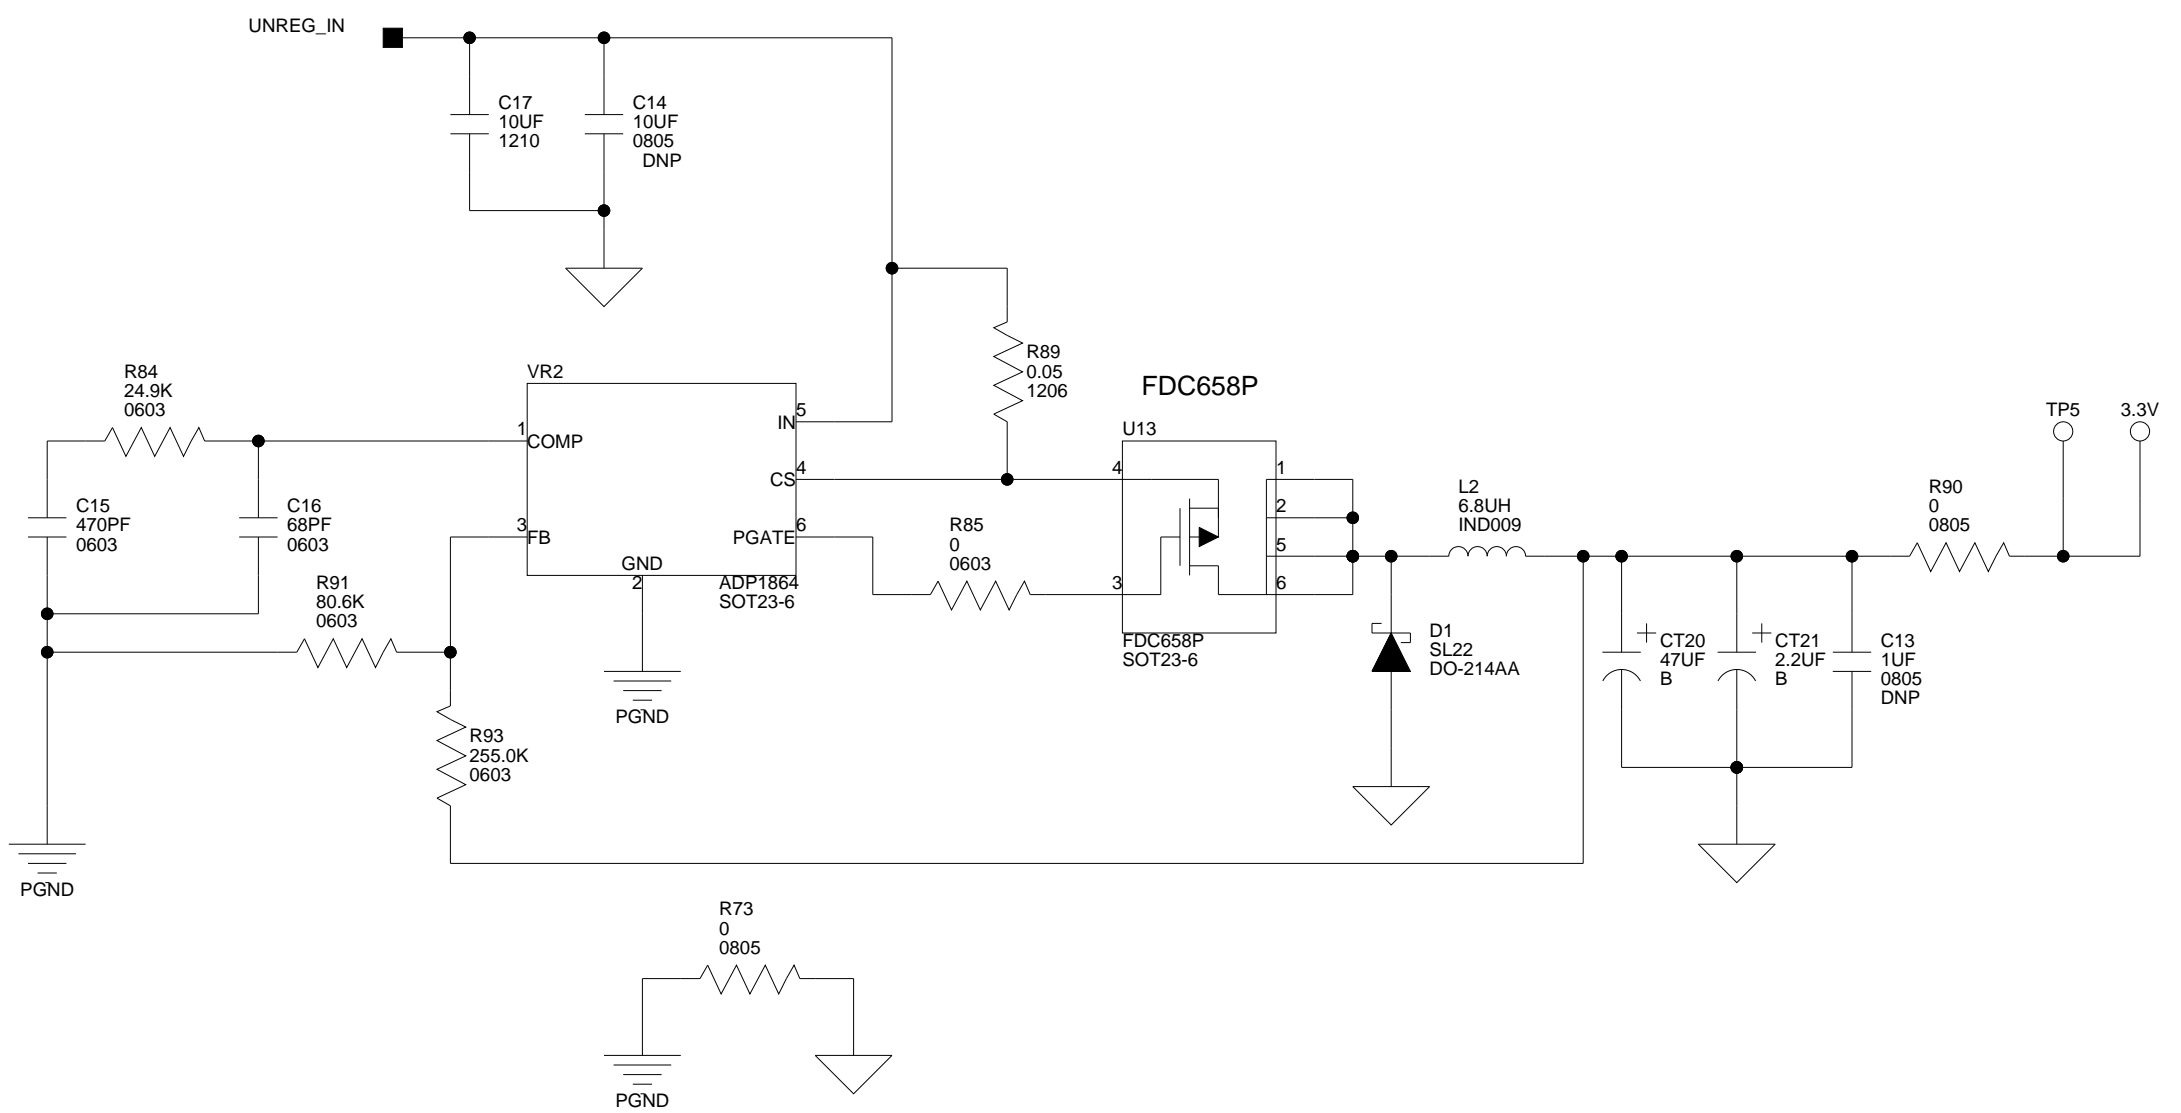 UNREG_IN
C17
10UF
1210
C14
10UF
0805
DNP
R84
24.9K
0603
VR2
R89
0.05
1206
FDC658P
TP5
3.3V
5
IN
1
COMP
U13
4
CS
4
1
L2
6.8UH
IND009
R90
0
0805
C15
470PF
0603
C16
68PF
0603
3
FB
6
PGATE
R85
0
0603
2
5
GND
2
ADP1864
SOT23-6
3
6
R91
80.6K
0603
FDC658P
SOT23-6
D1
SL22
DO-214AA
+
CT20
47UF
B
+
CT21
2.2UF
B
C13
1UF
0805
DNP
PGND
R93
255.0K
0603
PGND
R73
0
0805
PGND